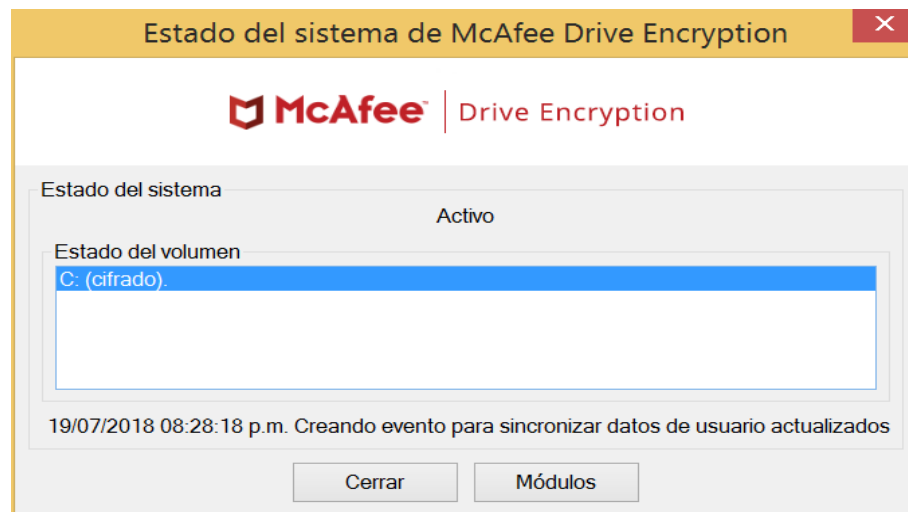 Estado del sistema de McAfee Drive Encryption
McAfee™ | Drive Encryption
Estado del sistema
Activo
Estado del volumen
C: (cifrado).
19/07/2018 08:28:18 p.m. Creando evento para sincronizar datos de usuario actualizados
Cerrar Módulos